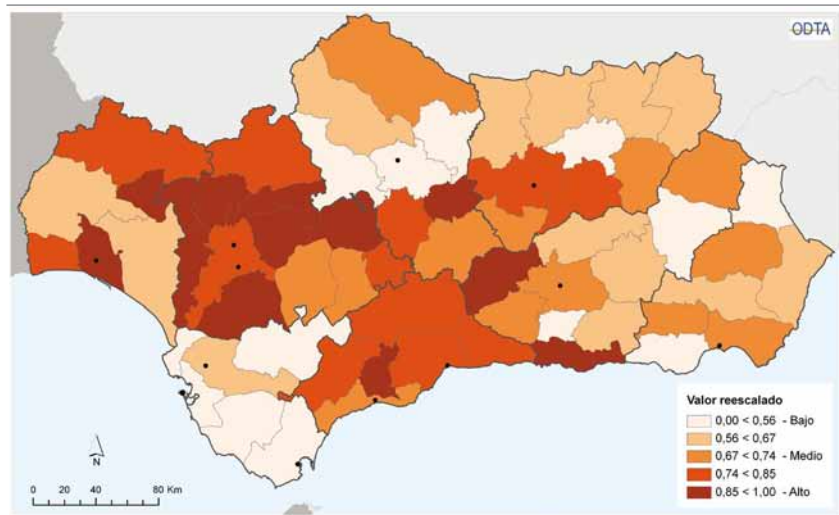 ODTA
Valor reescalado
0,00 < 0,56 - Bajo
0,56 < 0,67
0,67 < 0,74 - Medio
0,74 < 0,85
0,85 < 1,00 - Alto
N
0 20 40 80 Km